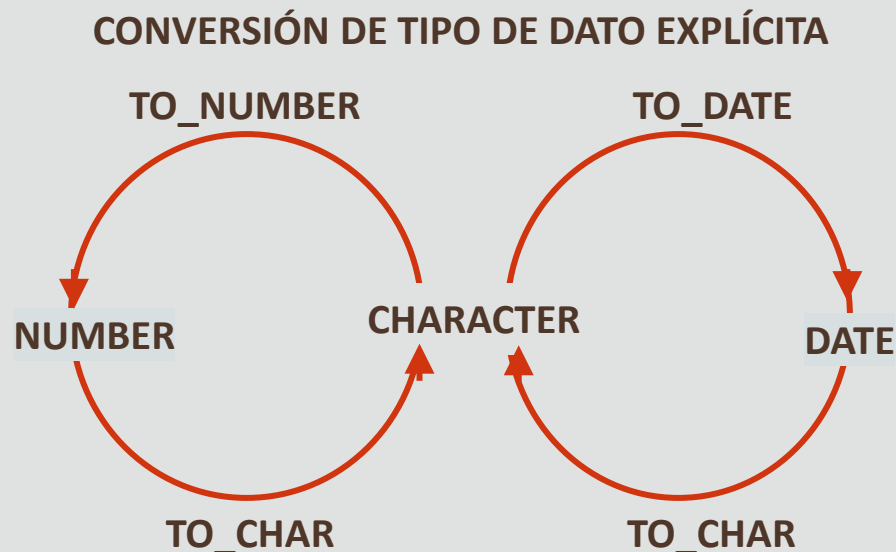 CONVERSIÓN DE TIPO DE DATO EXPLÍCITA
TO_NUMBER
TO_DATE
NUMBER
CHARACTER
DATE
TO_CHAR
TO_CHAR